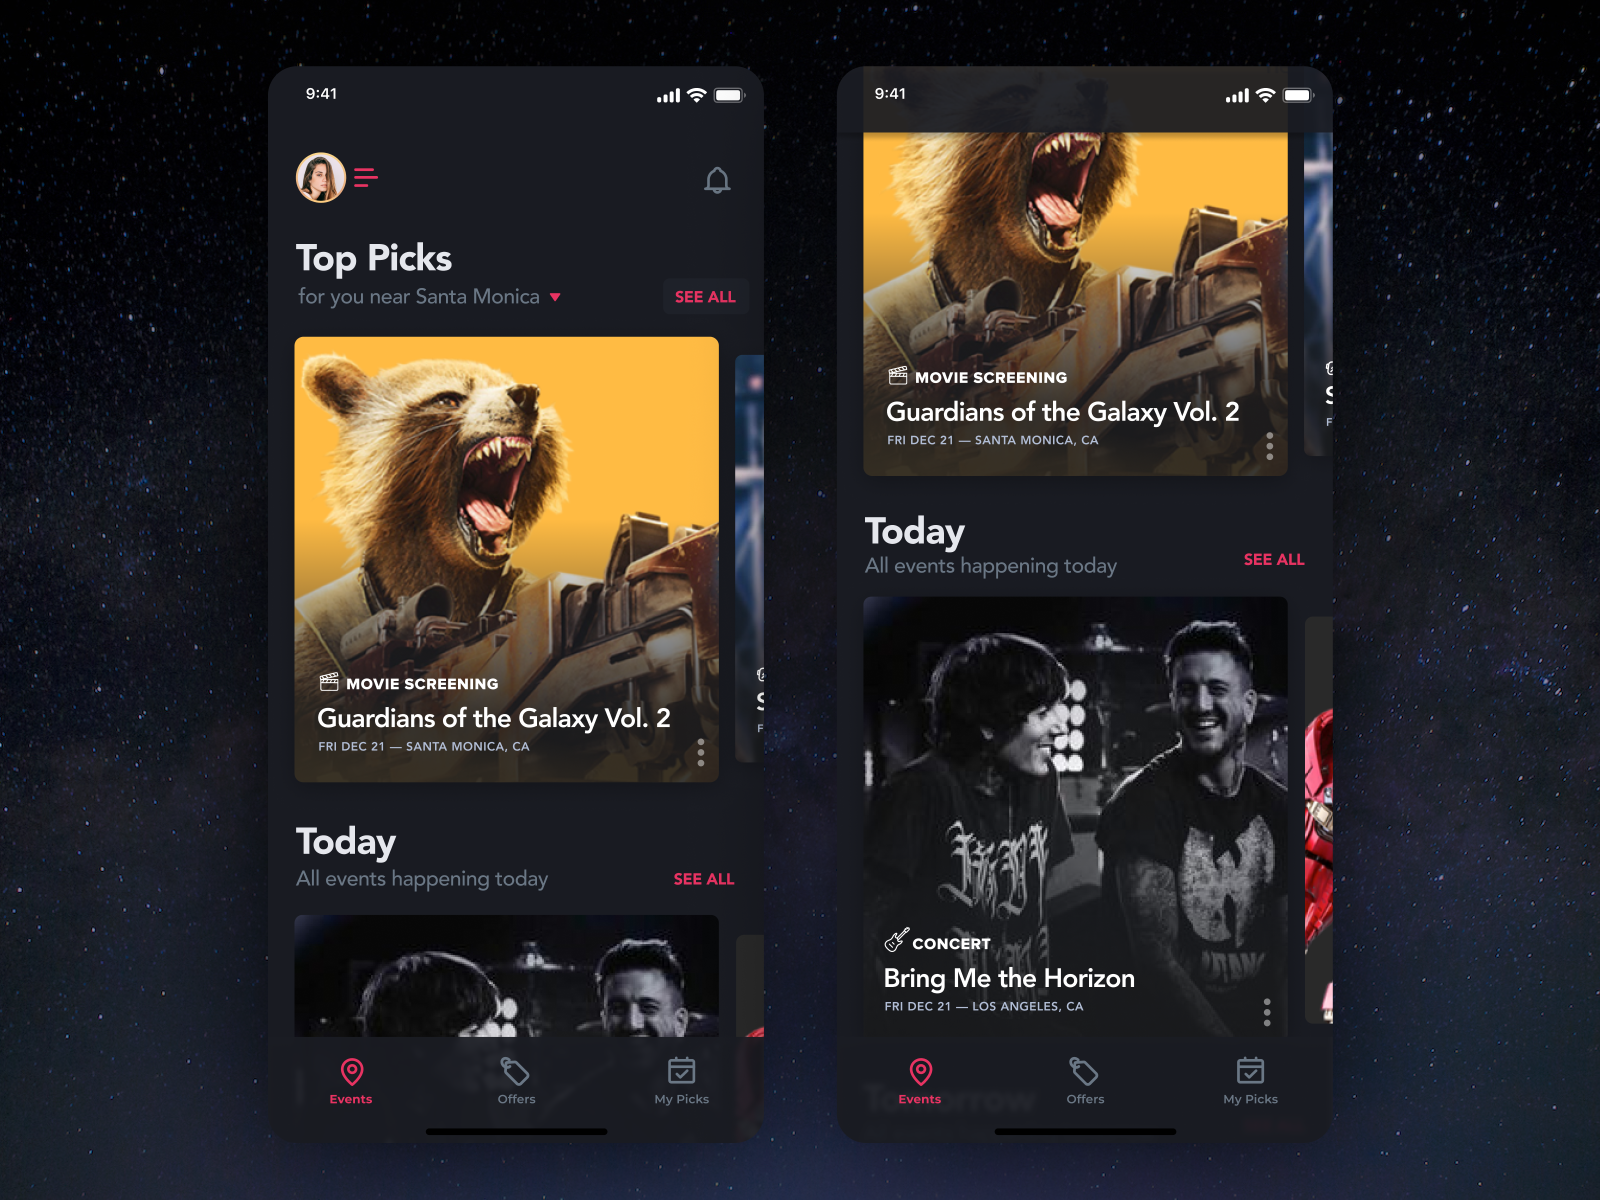 9:41
Top Picks
for you near Santa Monica
SEE ALL
MOVIE SCREENING
Guardians of the Galaxy Vol. 2
FRI DEC 21 — SANTA MONICA, CA
S
F
Today
All events happening today
SEE ALL
Events
Offers
My Picks
9:41
MOVIE SCREENING
Guardians of the Galaxy Vol. 2
FRI DEC 21 — SANTA MONICA, CA
S
F
Today
All events happening today
SEE ALL
CONCERT
Bring Me the Horizon
FRI DEC 21 — LOS ANGELES, CA
Tomorrow
Events
Offers
My Picks